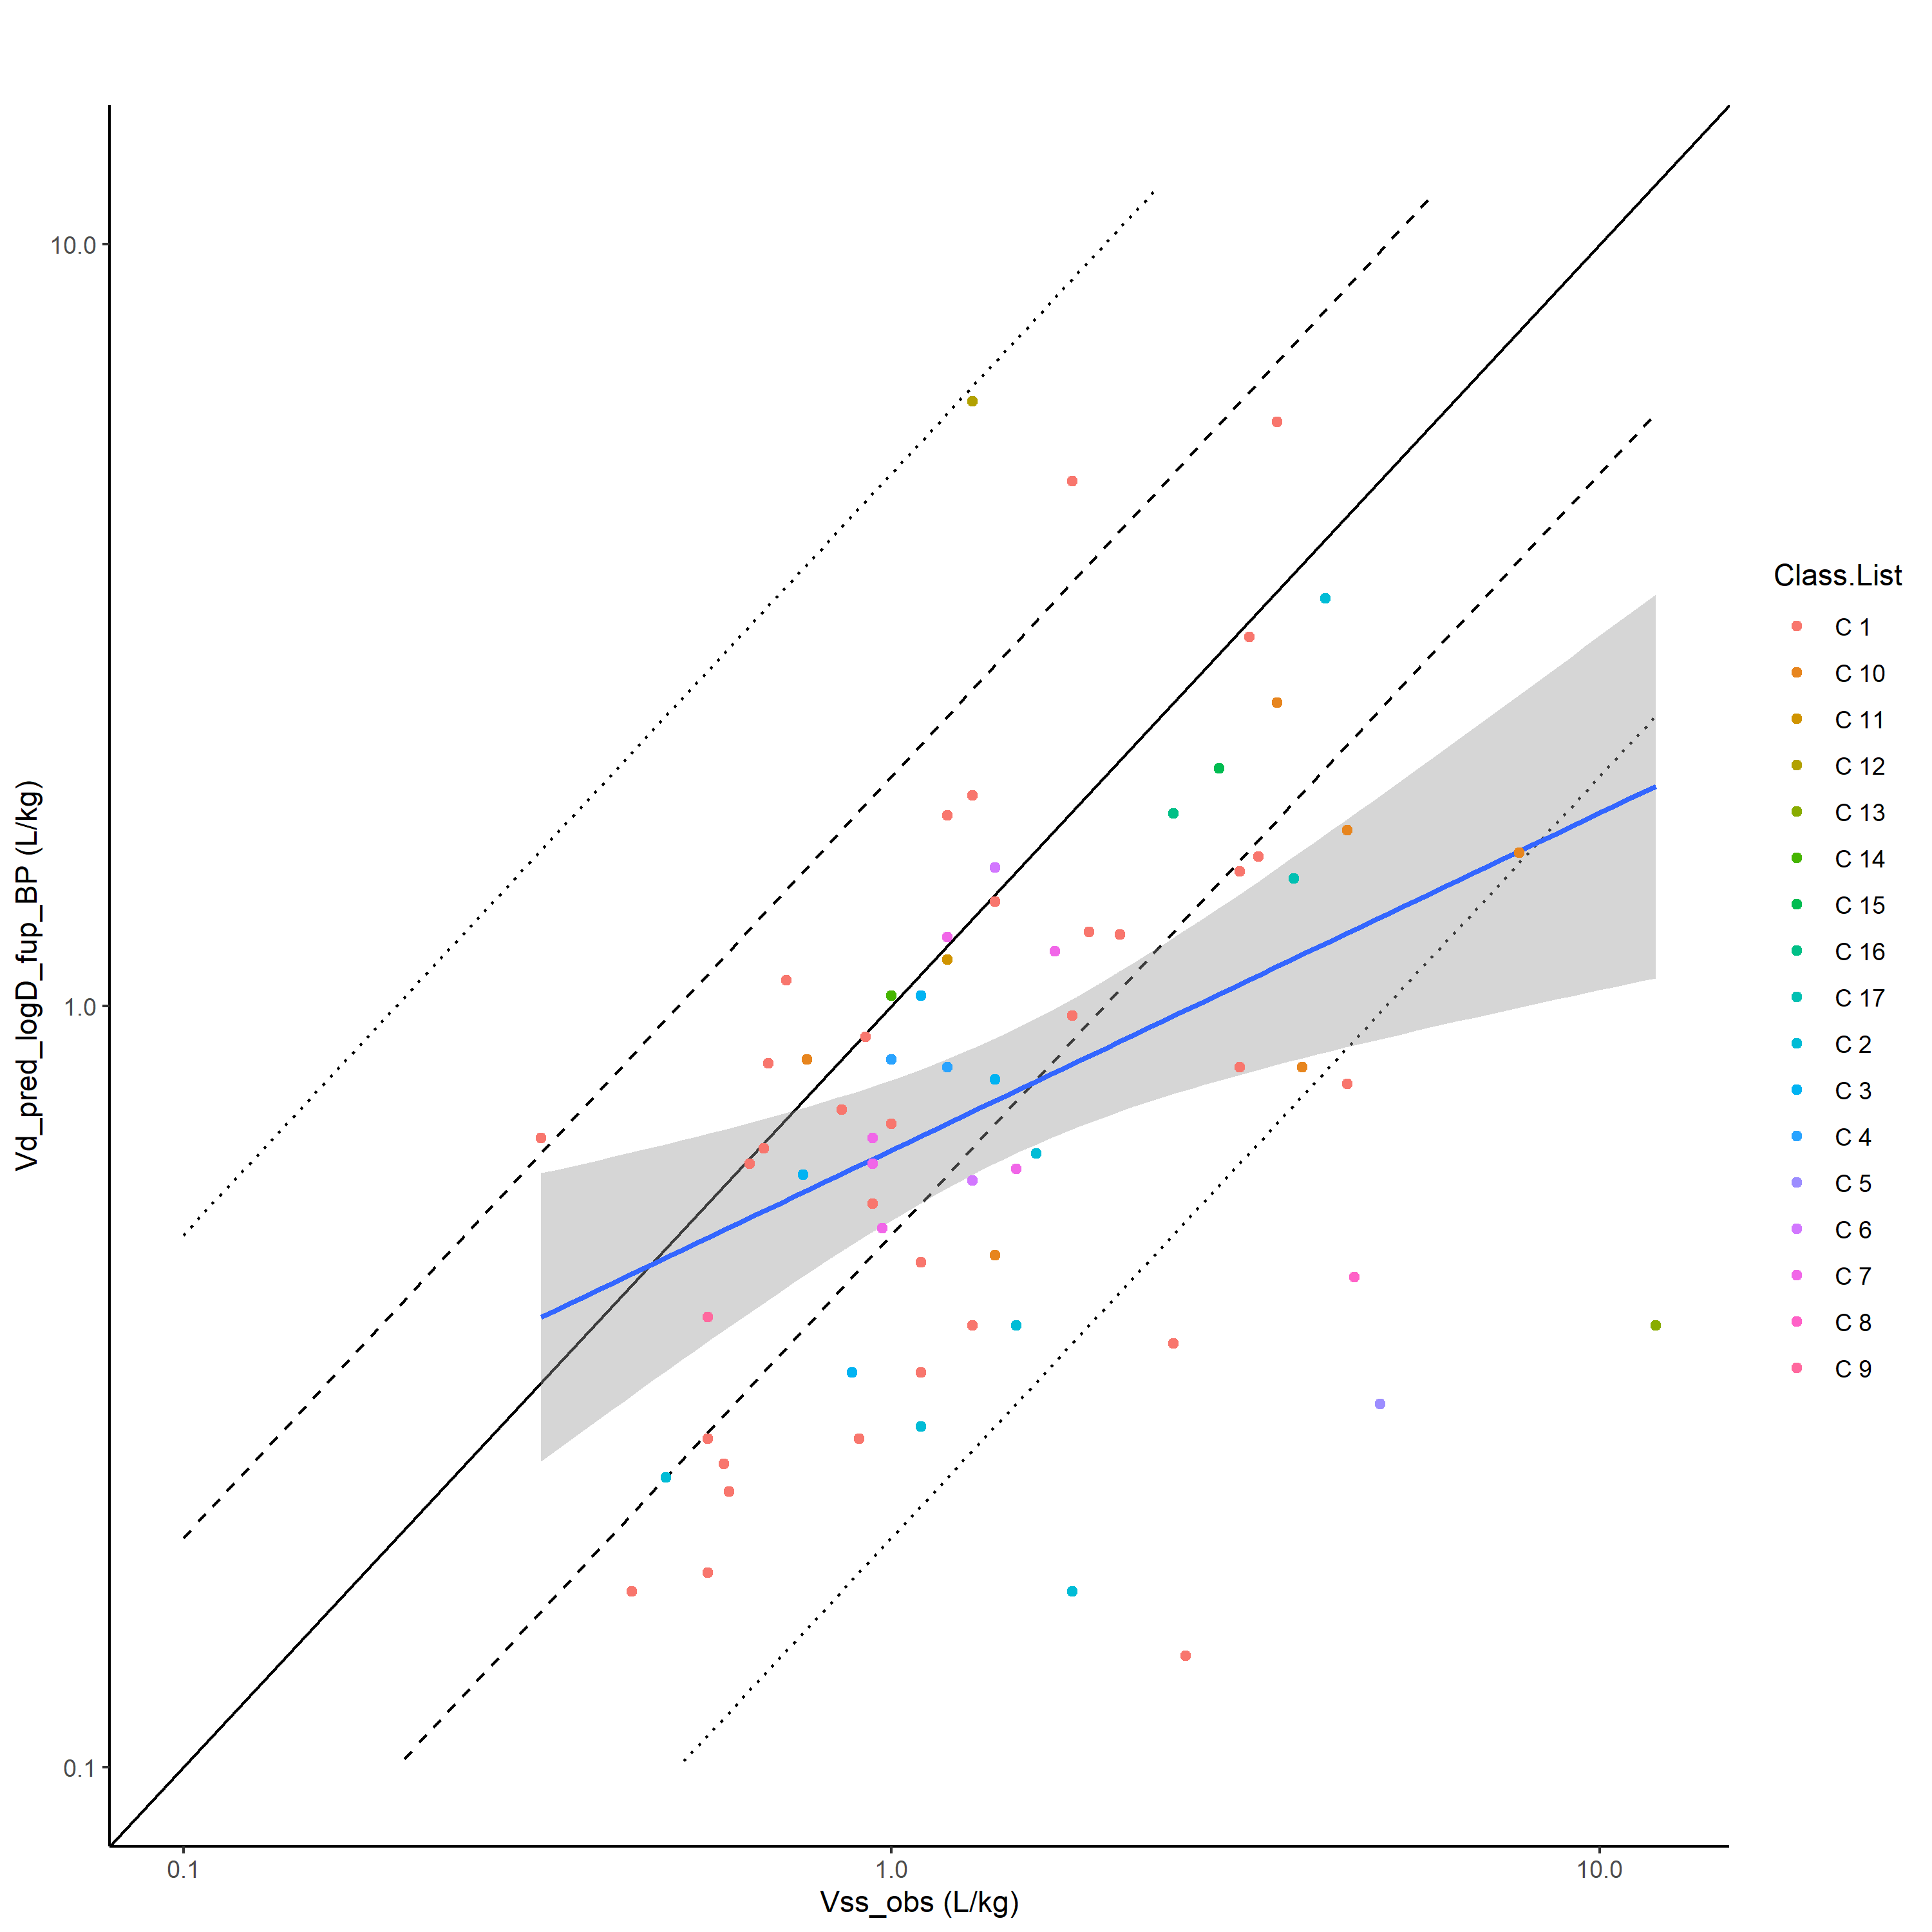 10.0
1.0
0.1
Vd_pred_logD_fup_BP (L/kg)
0.1
1.0
10.0
Vss_obs (L/kg)
Class.List
C 1
C 10
C 11
C 12
C 13
C 14
C 15
C 16
C 17
C 2
C 3
C 4
C 5
C 6
C 7
C 8
C 9